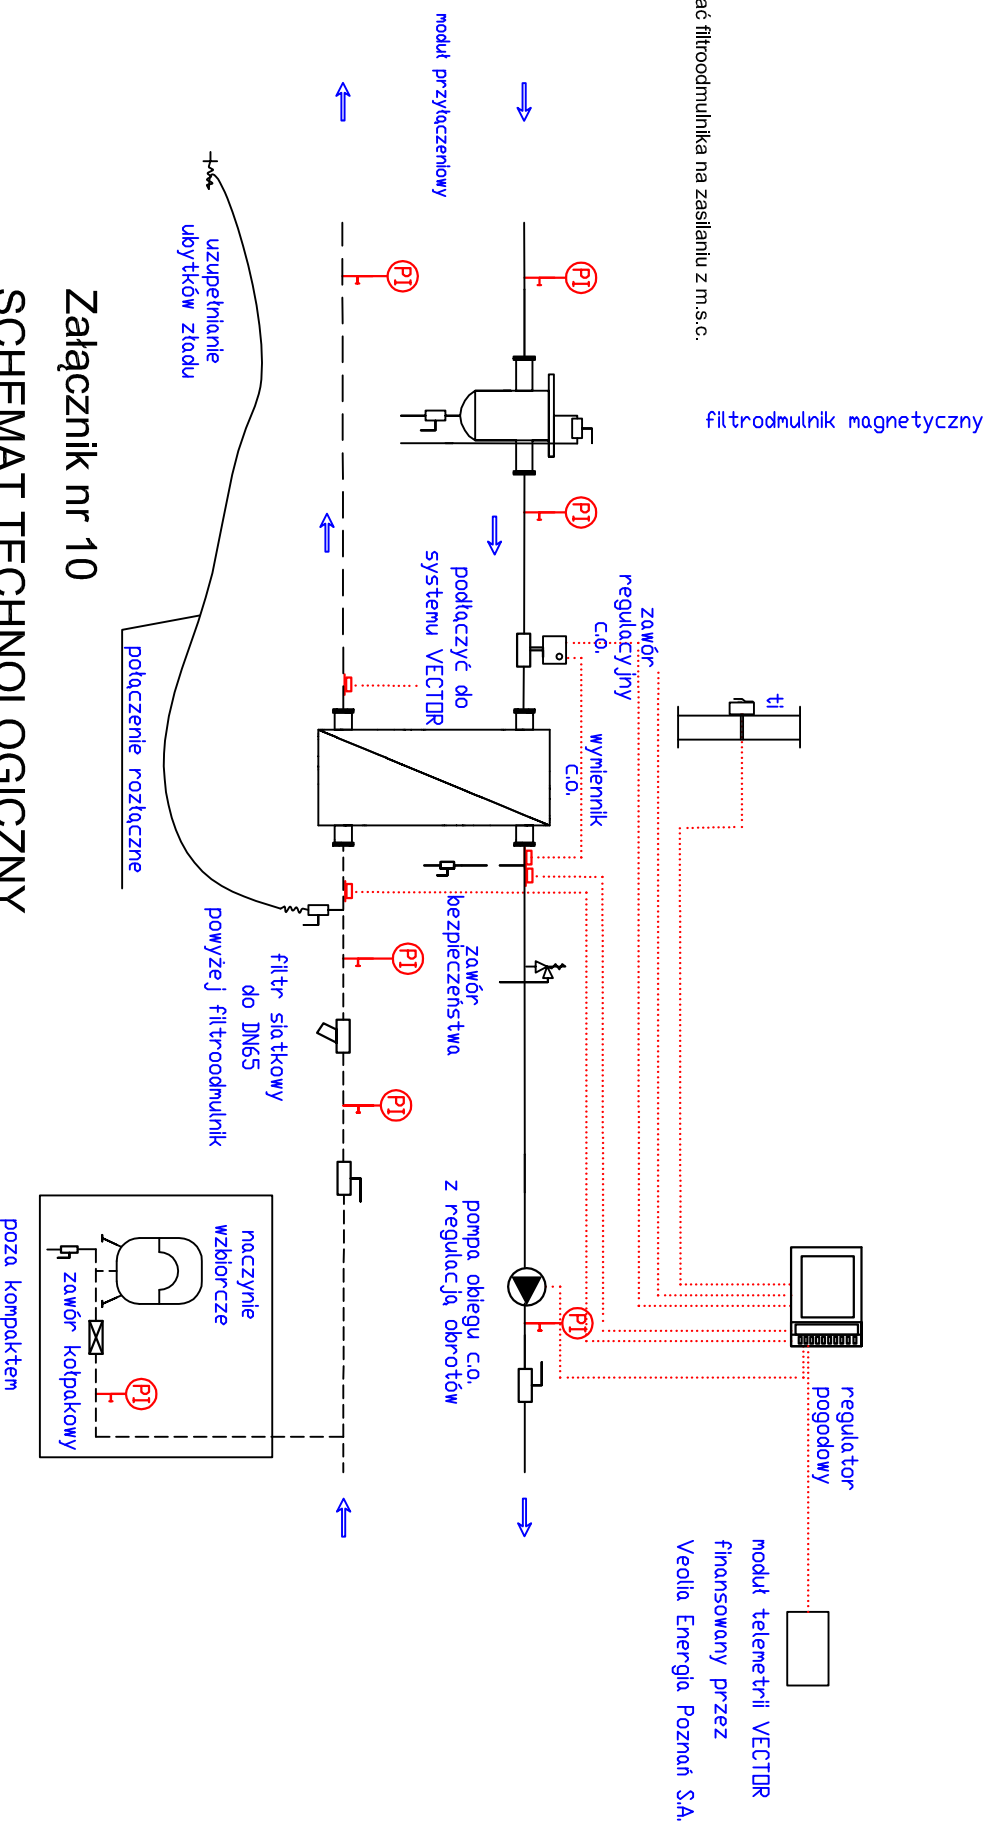 ać filtroodmulnika na zasilaniu z m.s.c.
filtrodmulnik magnetyczny
moduł przyłączeniowy
PI
PI
PI
uzupełnianie
ubytków zładu
podłączyć do
systemu VECTOR
zawór
regulacyjny
c.o.
ti
wymiennik
c.o.
połączenie rozłączne
zawór
bezpieczeństwa
filtr siatkowy
do DN65
powyżej filtroodmulnik
PI
PI
PI
pompa obiegu c.o.
z regulacją obrotów
naczynie
wzbiorcze
zawór kołpakowy
PI
poza kompaktem
regulator
pogodowy
moduł telemetrii VECTOR
finansowany przez
Veolia Energia Poznań S.A.
Załącznik nr 10
SCHEMAT TECHNOLOGICZNY